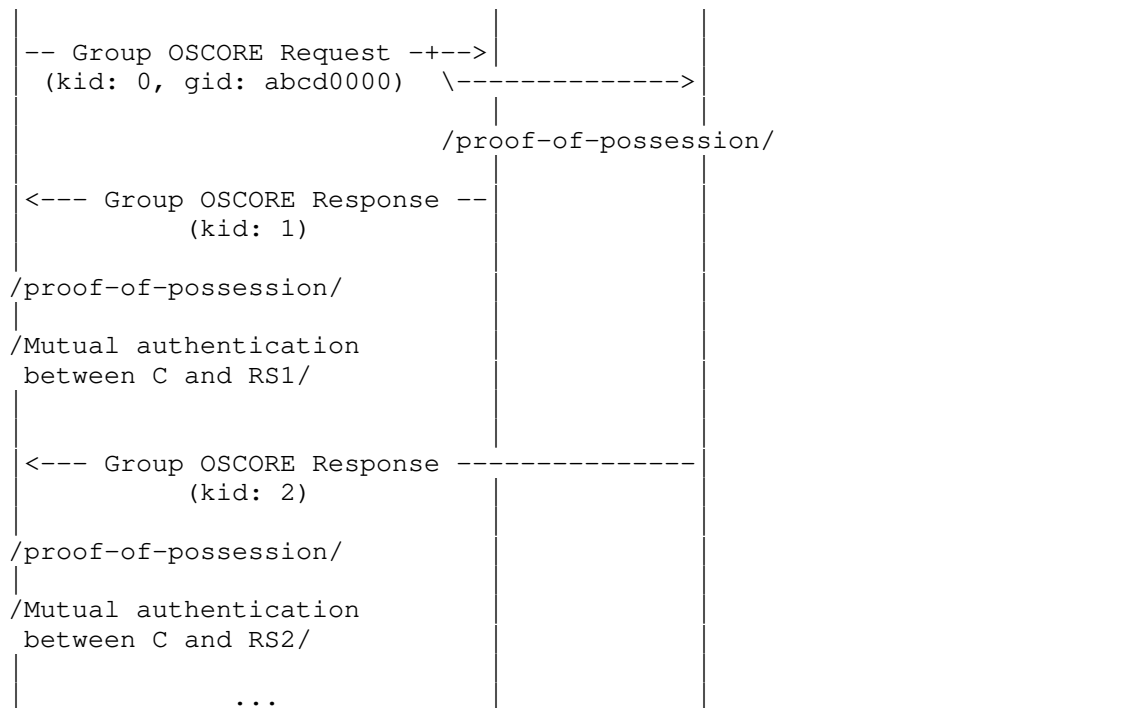 -- Group OSCORE Request -+-->
(kid: 0, gid: abcd0000) \-------------->
/proof-of-possession/
<--- Group OSCORE Response --
(kid: 1)
/proof-of-possession/
/Mutual authentication
between C and RS1/
<--- Group OSCORE Response ---------------
(kid: 2)
/proof-of-possession/
/Mutual authentication
between C and RS2/
...